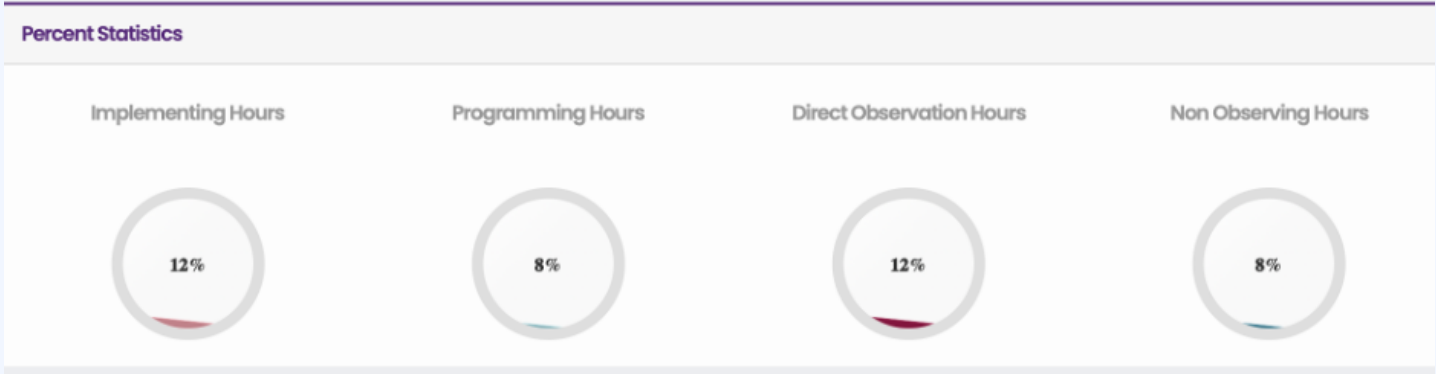 Percent Statistics
Implementing Hours Programming Hours Direct Observation Hours Non Observing Hours
12% 8% 12% 8%